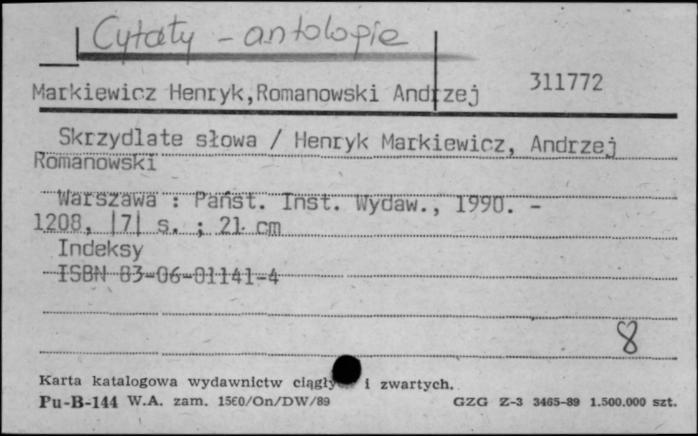 Cytaty - antologie
Markiewicz Henryk,Romanowski Andrzej 311772
Skrzydlate słowa / Henryk Markiewicz, Andrzej
Romanowski
Warszawa : Państ. Inst. Wydaw., 1990. -
1208, |7| s. ; 21 cm
Indeksy
ISBN 83-06-01141-4
8
Karta katalogowa wydawnictw i zwartych.
Pu-B-144 W.A. zam. 1560/On/DW/89 GZG Z-3 3465-89 1.500.000 szt.